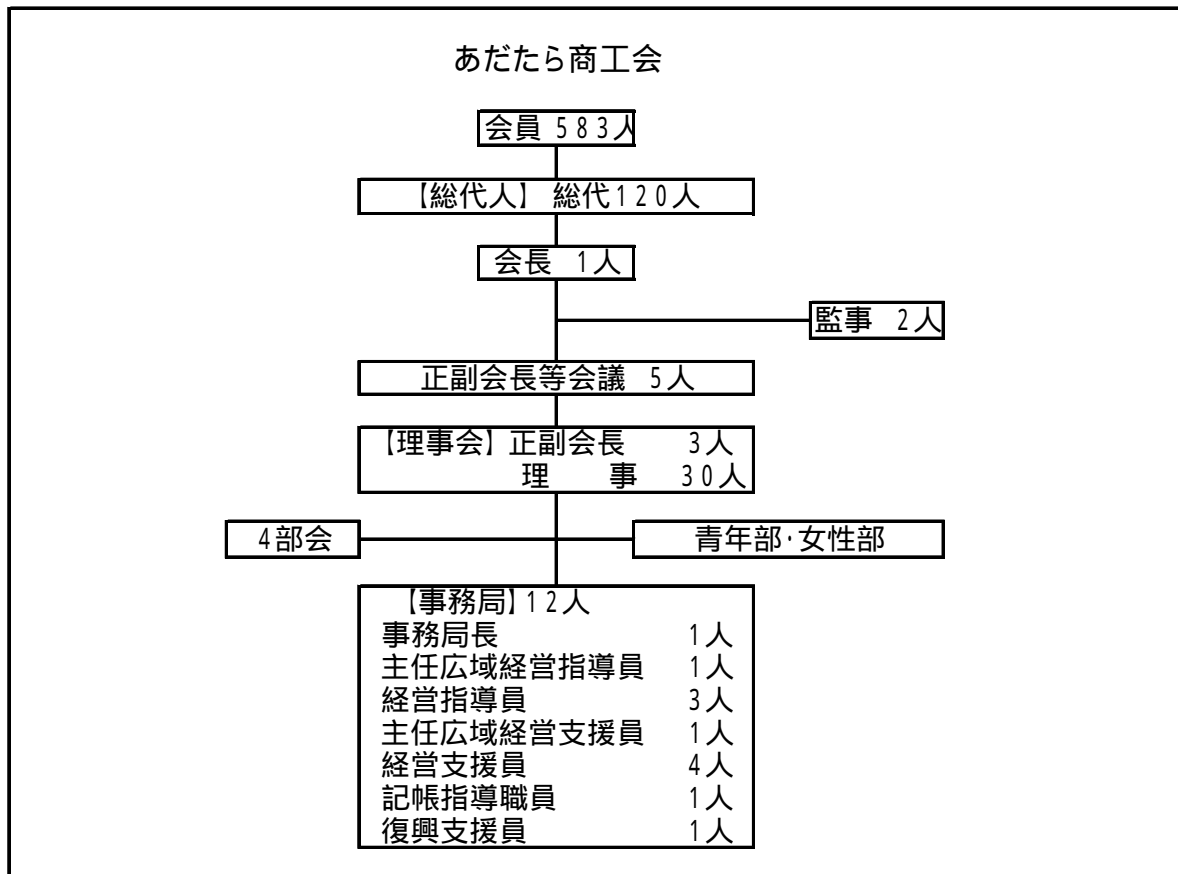 あだたら商工会
会員 583人
【総代人】 総代120人
会長 1人
監事 2人
正副会長等会議 5人
【理事会】正副会長 3人
理 事 30人
4部会
青年部・女性部
【事務局】12人
事務局長 1人
主任広域経営指導員 1人
経営指導員 3人
主任広域経営支援員 1人
経営支援員 4人
記帳指導職員 1人
復興支援員 1人